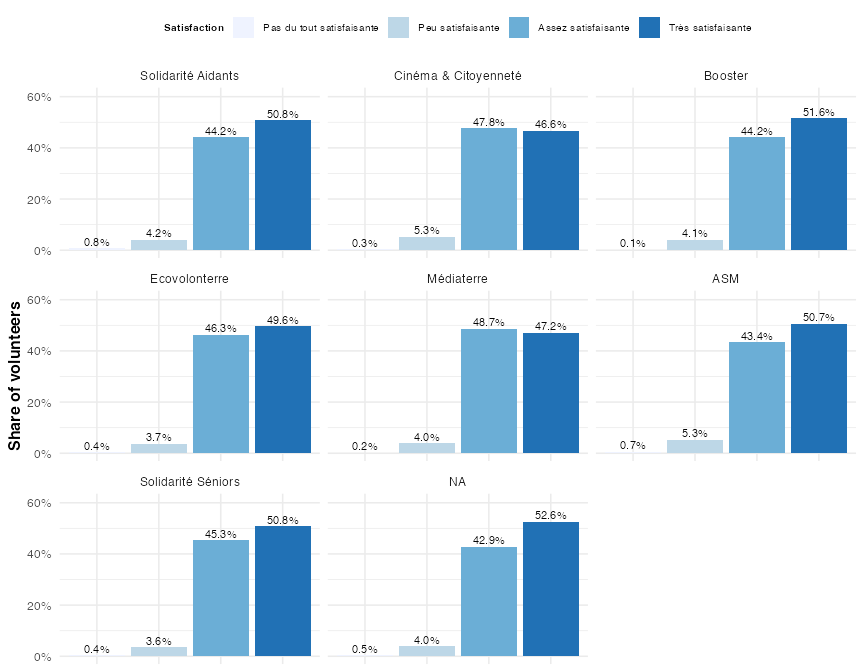 Satisfaction Pas du tout satisfaisante Peu satisfaisante Assez satisfaisante Très satisfaisante
Solidarité Aidants Cinéma & Citoyenneté Booster
60%
40%
20%
0%
0.8% 4.2% 44.2% 50.8%
0.3% 5.3% 47.8% 46.6%
0.1% 4.1% 44.2% 51.6%
Share of volunteers
Ecovolonterre Médiaterre ASM
60%
40%
20%
0%
0.4% 3.7% 46.3% 49.6%
0.2% 4.0% 48.7% 47.2%
0.7% 5.3% 43.4% 50.7%
Solidarité Séniors NA
60%
40%
20%
0%
0.4% 3.6% 45.3% 50.8%
0.5% 4.0% 42.9% 52.6%